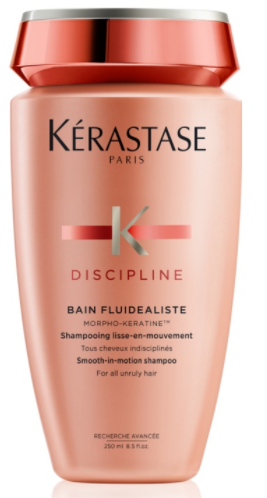 KÉRASTASE
PARIS
K
DISCIPLINE
BAIN FLUIDEALISTE
MORPHO-KERATINE™
Shampooing lisse-en-mouvement
Tous cheveux indisciplinés
Smooth-in-motion shampoo
For all unruly hair
RECHERCHE AVANCÉE
250 ml 8.5 fl.oz.